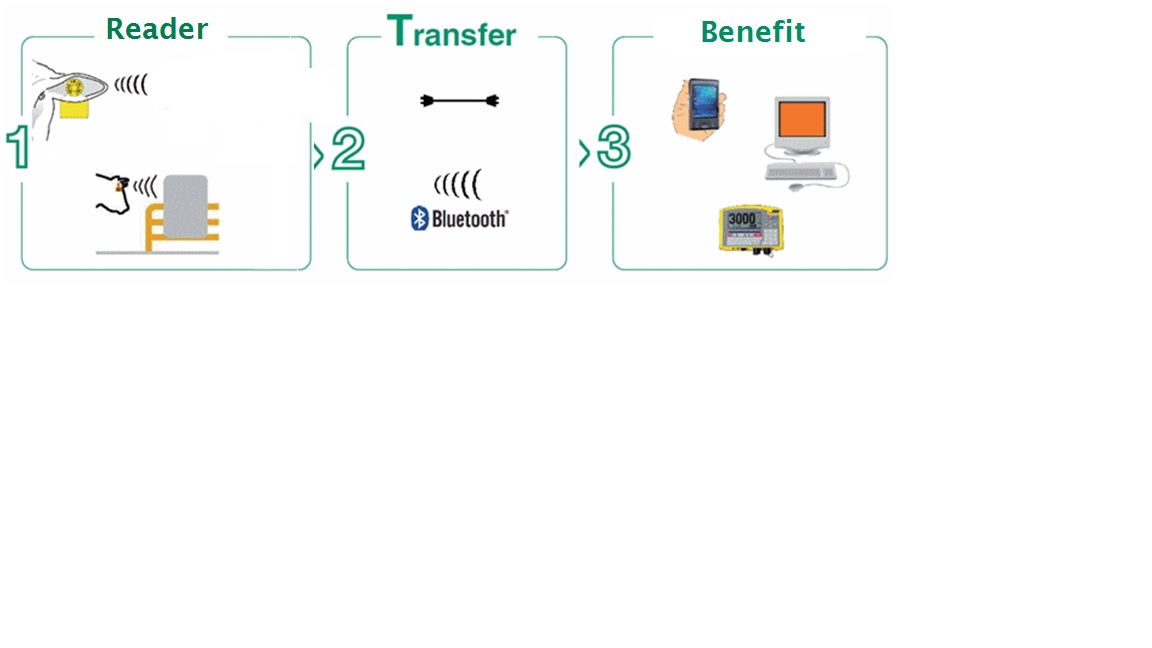 Reader
Transfer
Benefit
1
2
3
Bluetooth®
3000